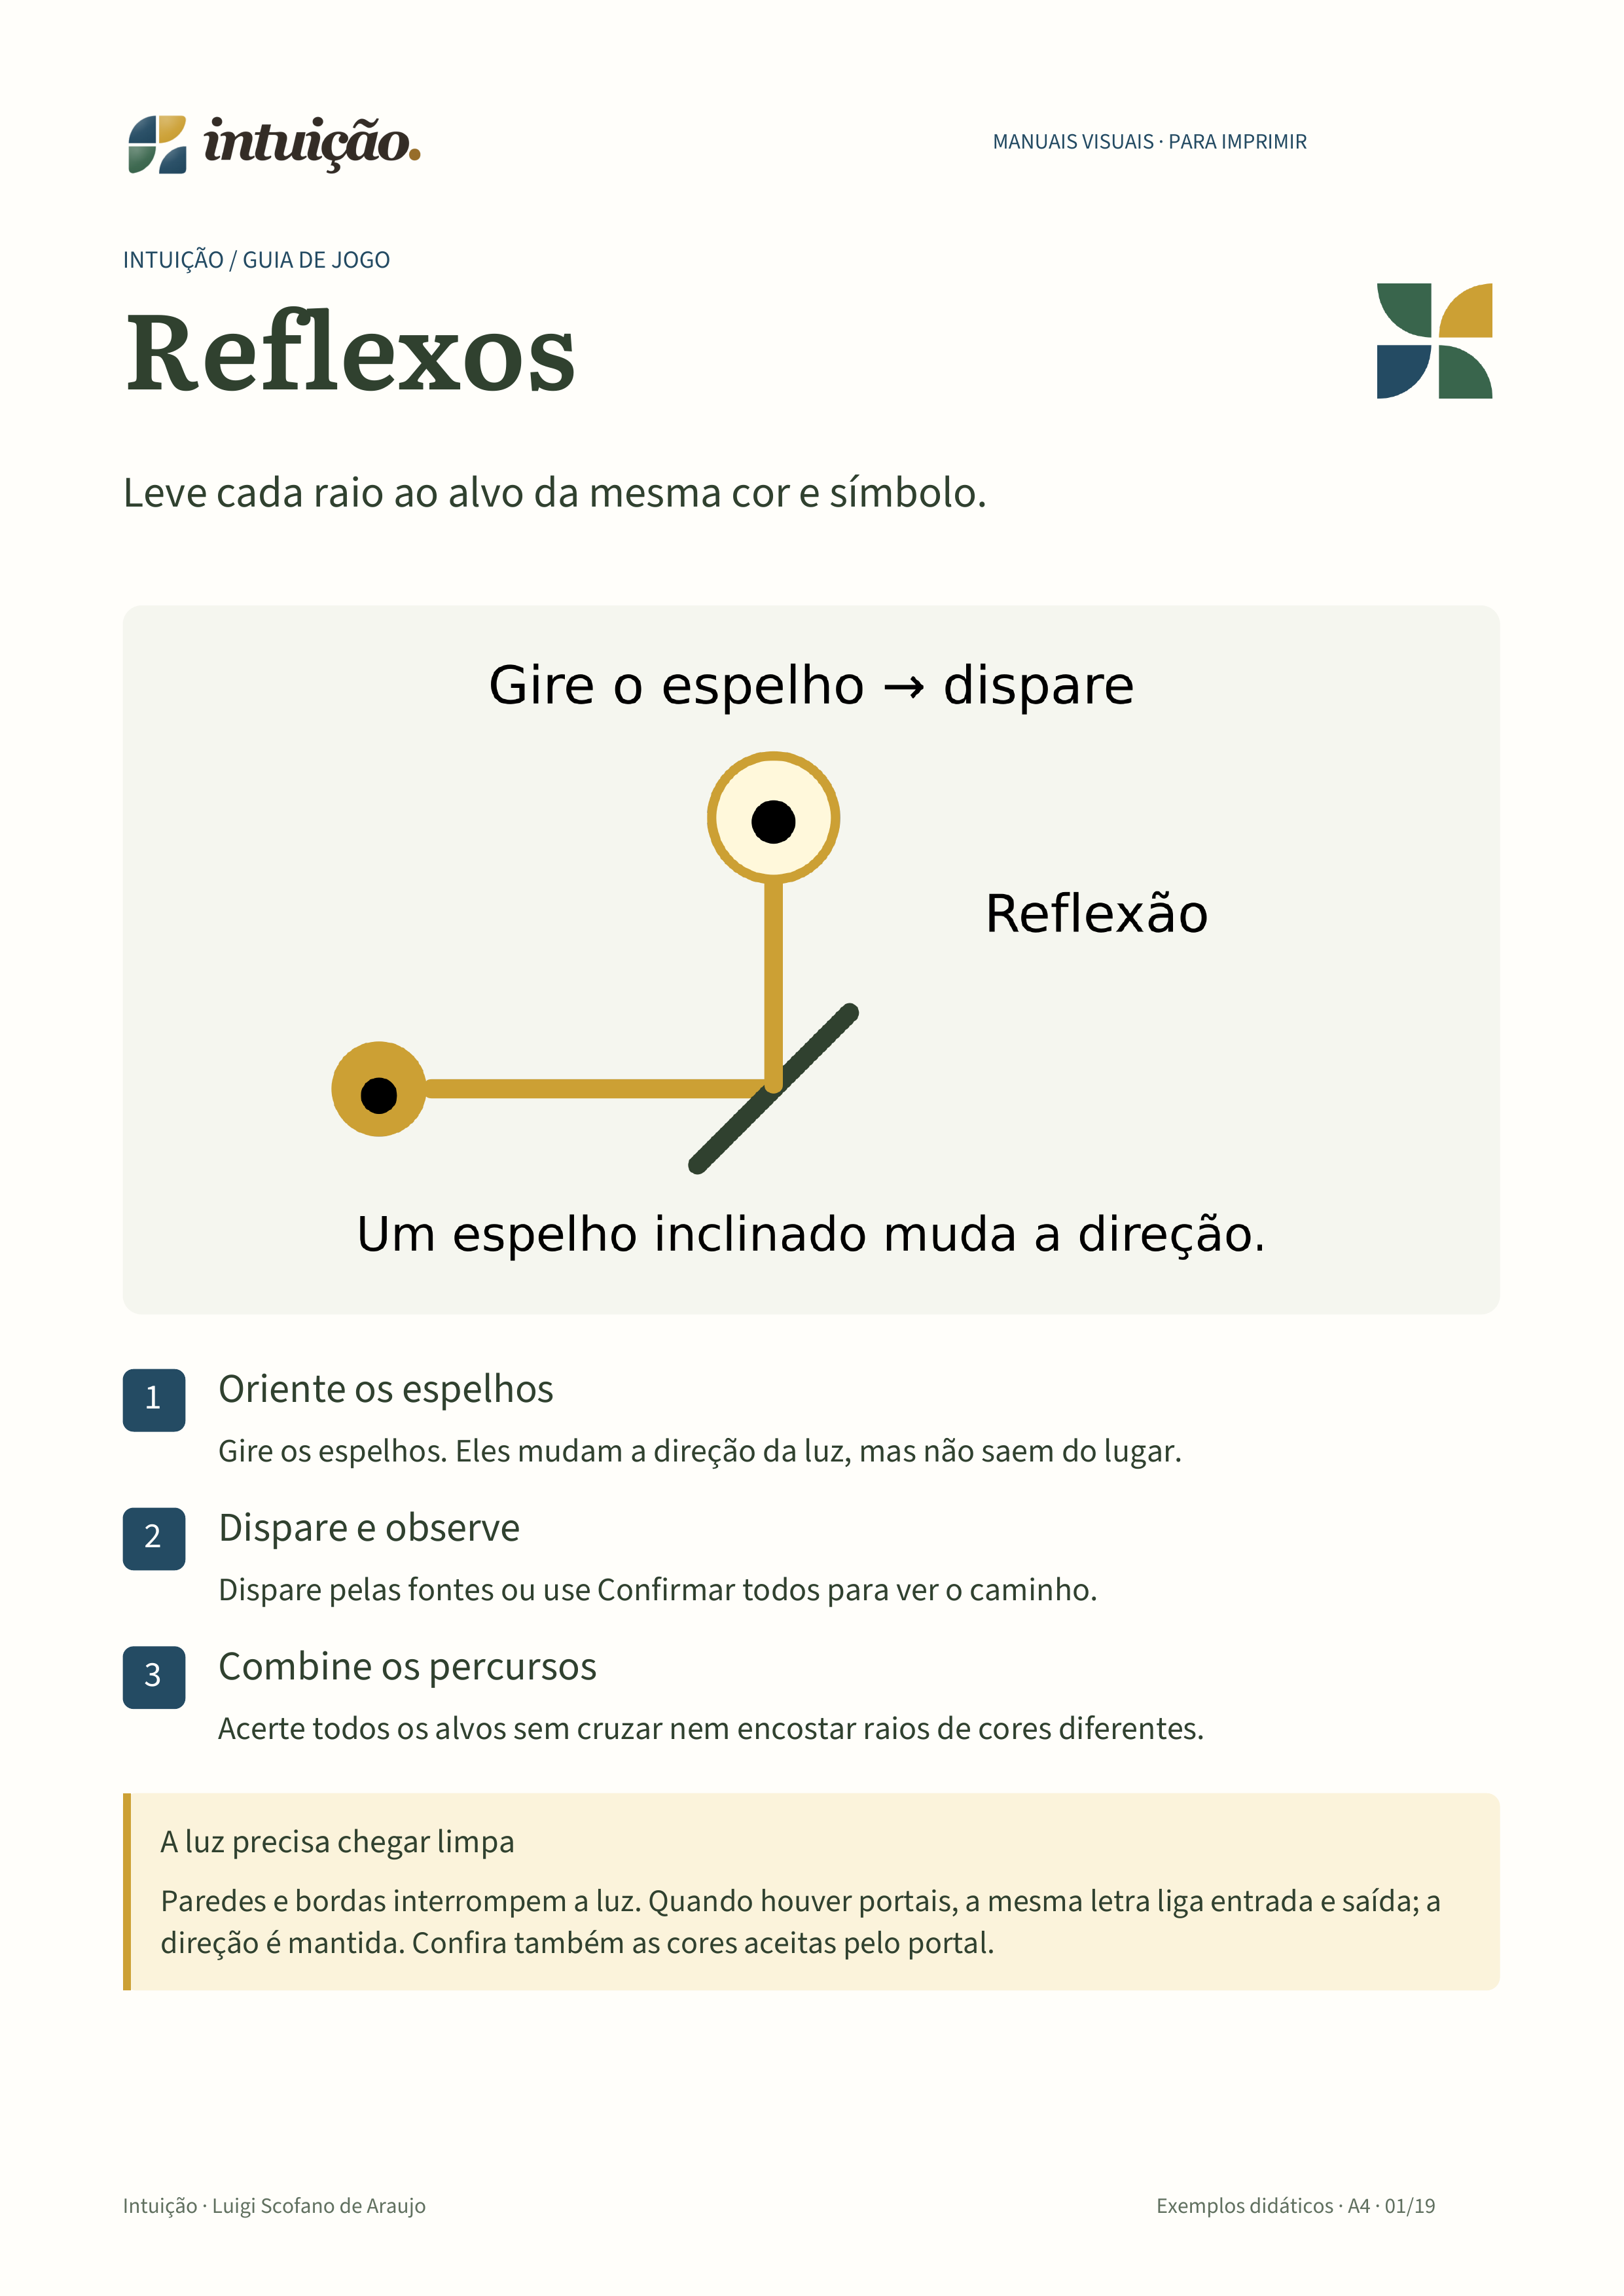 intuição.
MANUAIS VISUAIS · PARA IMPRIMIR
INTUIÇÃO / GUIA DE JOGO
Reflexos
Leve cada raio ao alvo da mesma cor e símbolo.
Gire o espelho → dispare
Reflexão
Um espelho inclinado muda a direção.
1 Oriente os espelhos
Gire os espelhos. Eles mudam a direção da luz, mas não saem do lugar.
2 Dispare e observe
Dispare pelas fontes ou use Confirmar todos para ver o caminho.
3 Combine os percursos
Acerte todos os alvos sem cruzar nem encostar raios de cores diferentes.
A luz precisa chegar limpa
Paredes e bordas interrompem a luz. Quando houver portais, a mesma letra liga entrada e saída; a
direção é mantida. Confira também as cores aceitas pelo portal.
Intuição · Luigi Scofano de Araujo
Exemplos didáticos · A4 · 01/19